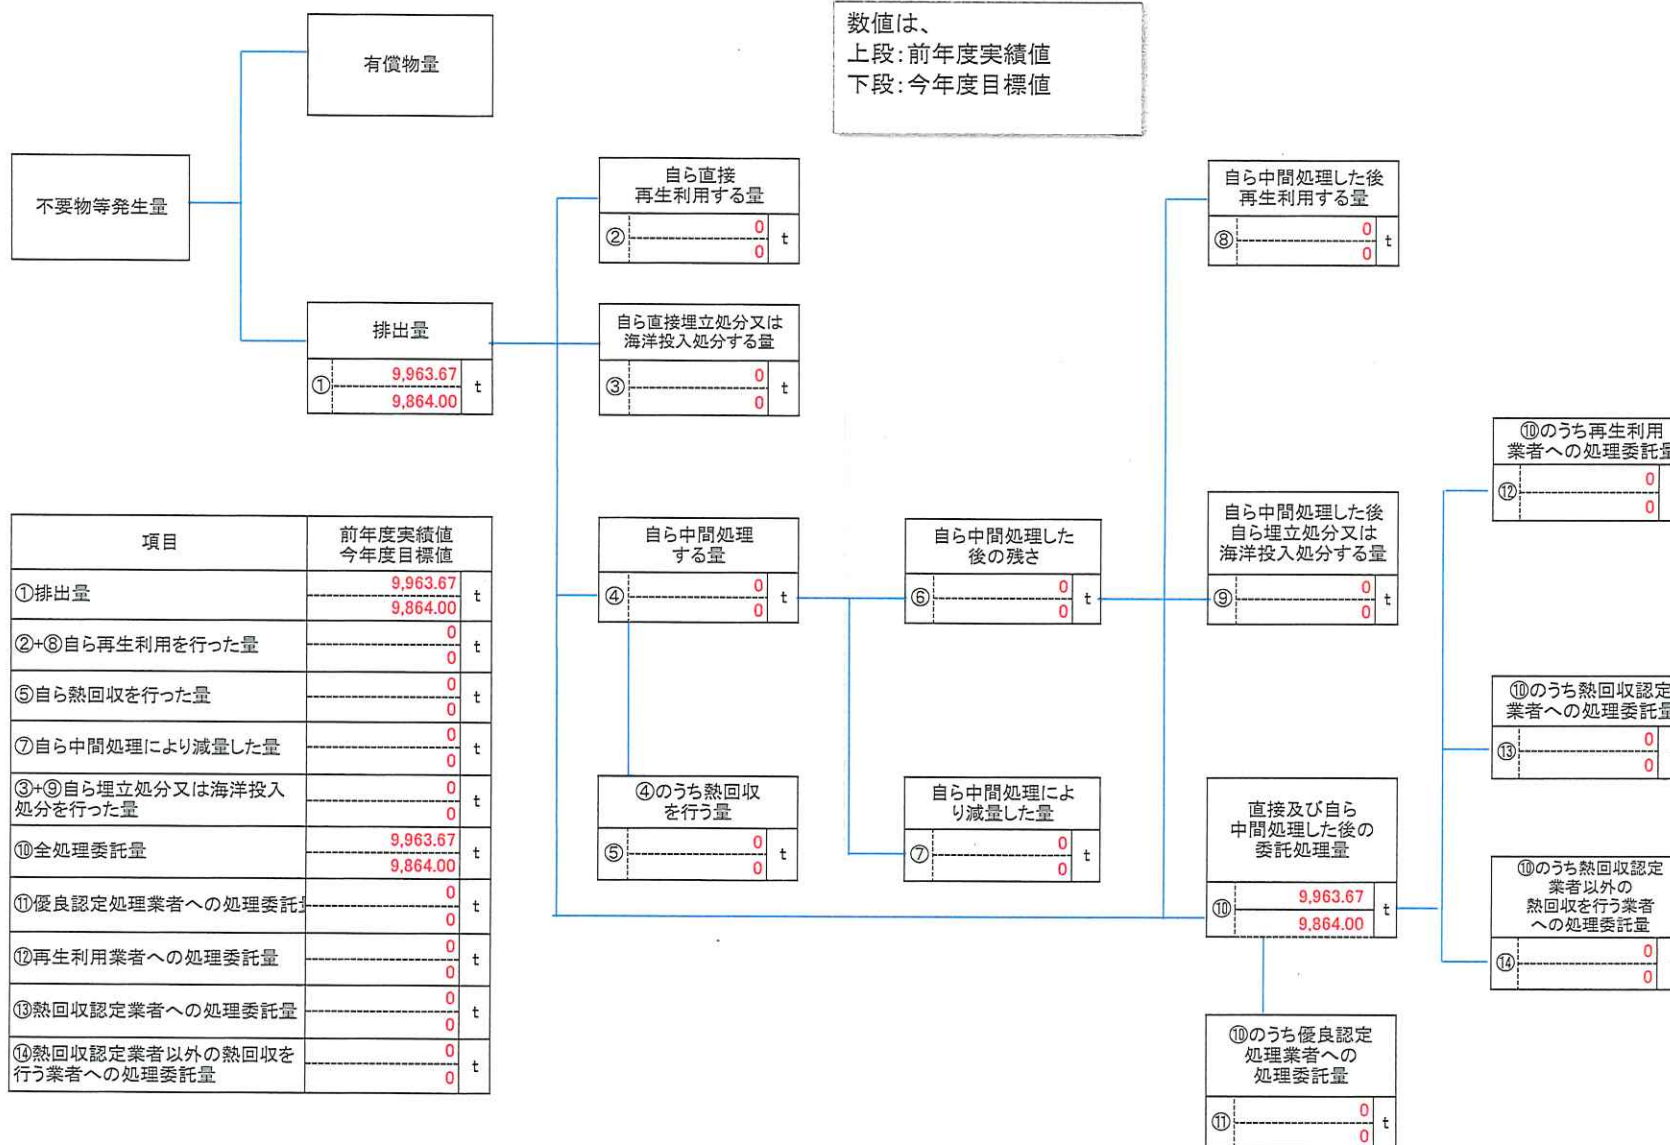 数値は、
上段:前年度実績値
下段:今年度目標値
有償物量
不要物等発生量
排出量
① 9,963.67 t
9,864.00
自ら直接
再生利用する量
② 0 t
0
自ら直接埋立処分又は
海洋投入処分する量
③ 0 t
0
自ら中間処理
する量
④ 0 t
0
④のうち熱回収
を行う量
⑤ 0 t
0
自ら中間処理した
後の残さ
⑥ 0 t
0
自ら中間処理によ
り減量した量
⑦ 0 t
0
自ら中間処理した後
再生利用する量
⑧ 0 t
0
自ら中間処理した後
自ら埋立処分又は
海洋投入処分する量
⑨ 0 t
0
直接及び自ら
中間処理した後の
委託処理量
⑩ 9,963.67 t
9,864.00
⑩のうち優良認定
処理業者への
処理委託量
⑪ 0 t
0
⑩のうち再生利用
業者への処理委託量
⑫ 0
0
⑩のうち熱回収認定
業者への処理委託量
⑬ 0
0
⑩のうち熱回収認定
業者以外の
熱回収を行う業者
への処理委託量
⑭ 0
0
項目 前年度実績値
今年度目標値
①排出量 9,963.67 t
9,864.00
②+⑧自ら再生利用を行った量 0 t
0
⑤自ら熱回収を行った量 0 t
0
⑦自ら中間処理により減量した量 0 t
0
③+⑨自ら埋立処分又は海洋投入
処分を行った量 0 t
0
⑩全処理委託量 9,963.67 t
9,864.00
⑪優良認定処理業者への処理委託 0 t
0
⑫再生利用業者への処理委託量 0 t
0
⑬熱回収認定業者への処理委託量 0 t
0
⑭熱回収認定業者以外の熱回収を
行う業者への処理委託量 0 t
0